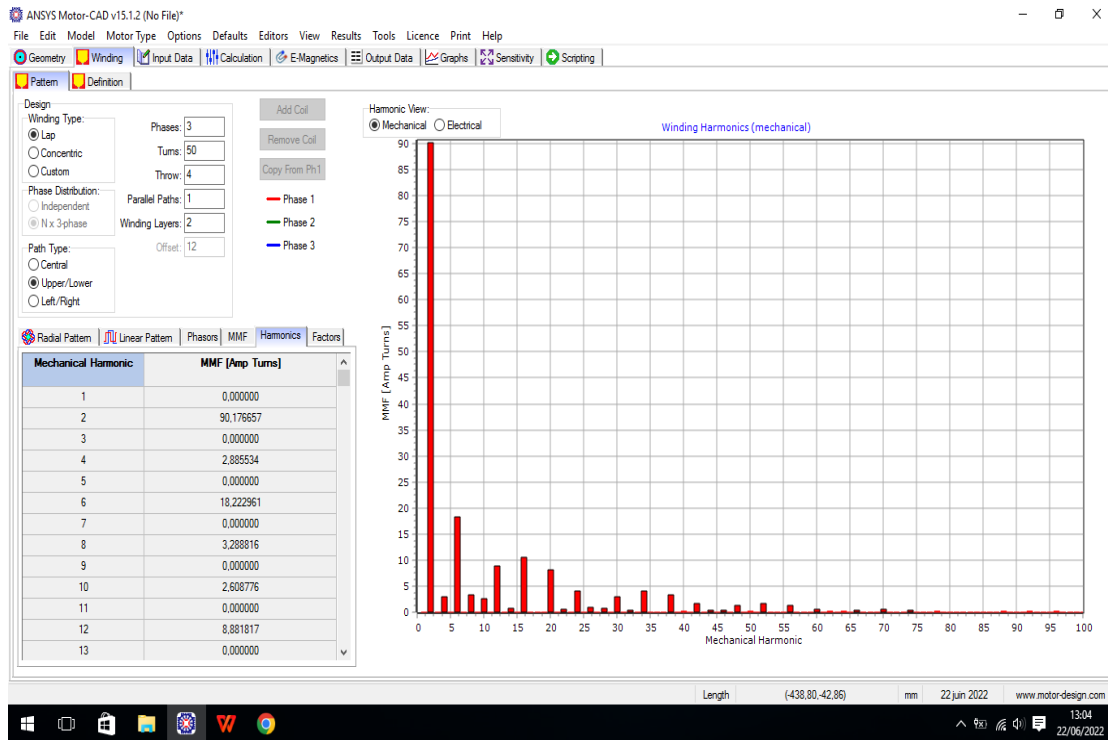 ANSYS Motor-CAD v15.1.2 (No File)*
File Edit Model Motor Type Options Defaults Editors View Results Tools Licence Print Help
Geometry Winding Input Data Calculation E-Magnetics Output Data Graphs Sensitivity Scripting
Pattern Definition
Design
Winding Type:
Lap
Concentric
Custom
Phase Distribution:
Independent
N x 3-phase
Path Type:
Central
Upper/Lower
Left/Right
Phases: 3
Turns: 50
Throw: 4
Parallel Paths: 1
Winding Layers: 2
Offset: 12
Add Coil
Remove Coil
Copy From Ph1
Phase 1
Phase 2
Phase 3
Radial Pattern Linear Pattern Phasors MMF Harmonics Factors
Mechanical Harmonic MMF [Amp Turns]
1 0,000000
2 90,176657
3 0,000000
4 2,885534
5 0,000000
6 18,222961
7 0,000000
8 3,288816
9 0,000000
10 2,608776
11 0,000000
12 8,881817
13 0,000000
Harmonic View:
Mechanical Electrical
Winding Harmonics (mechanical)
90
85
80
75
70
65
60
55
50
45
40
35
30
25
20
15
10
5
0
MMF [Amp Turns]
0 5 10 15 20 25 30 35 40 45 50 55 60 65 70 75 80 85 90 95 100
Mechanical Harmonic
Length (-438,80,-42,86) mm 22 juin 2022 www.motor-design.com
13:04
22/06/2022